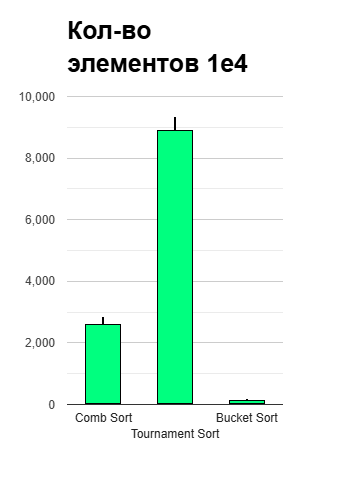 Кол-во
элементов 1e4
10,000
8,000
6,000
4,000
2,000
0
Comb Sort
Tournament Sort
Bucket Sort